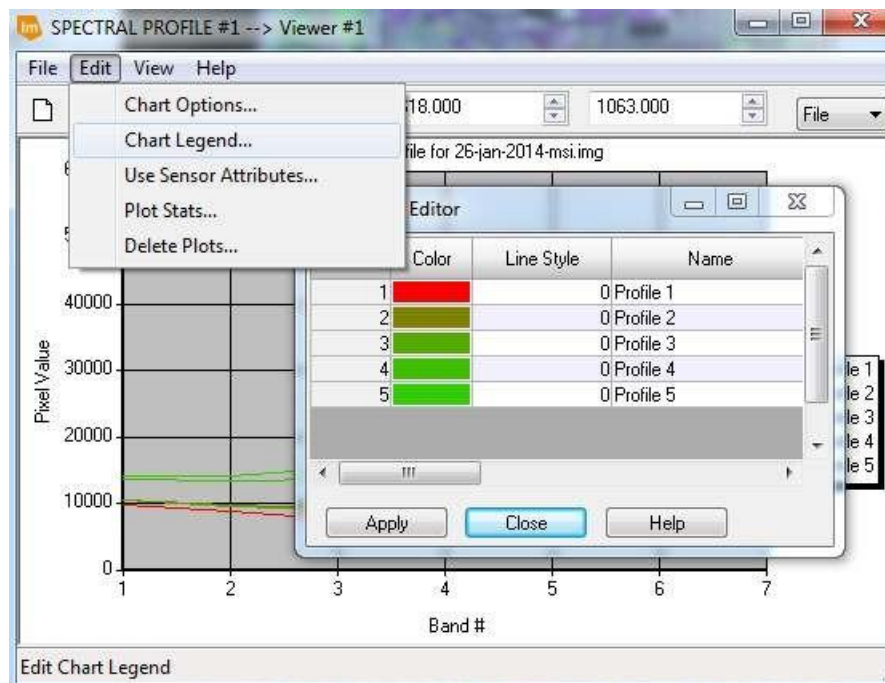 Im SPECTRAL PROFILE #1 --> Viewer #1
File Edit View Help
Chart Options...
Chart Legend...
Use Sensor Attributes...
Plot Stats...
Delete Plots...
18.000 1063.000 File
file for 26-jan-2014-msi.img
Editor
Color Line Style Name
1 0 Profile 1
2 0 Profile 2
3 0 Profile 3
4 0 Profile 4
5 0 Profile 5
Apply Close Help
40000
30000
20000
10000
0
Pixel Value
1 2 3 4 5 6 7
Band #
le 1
le 2
le 3
le 4
le 5
Edit Chart Legend